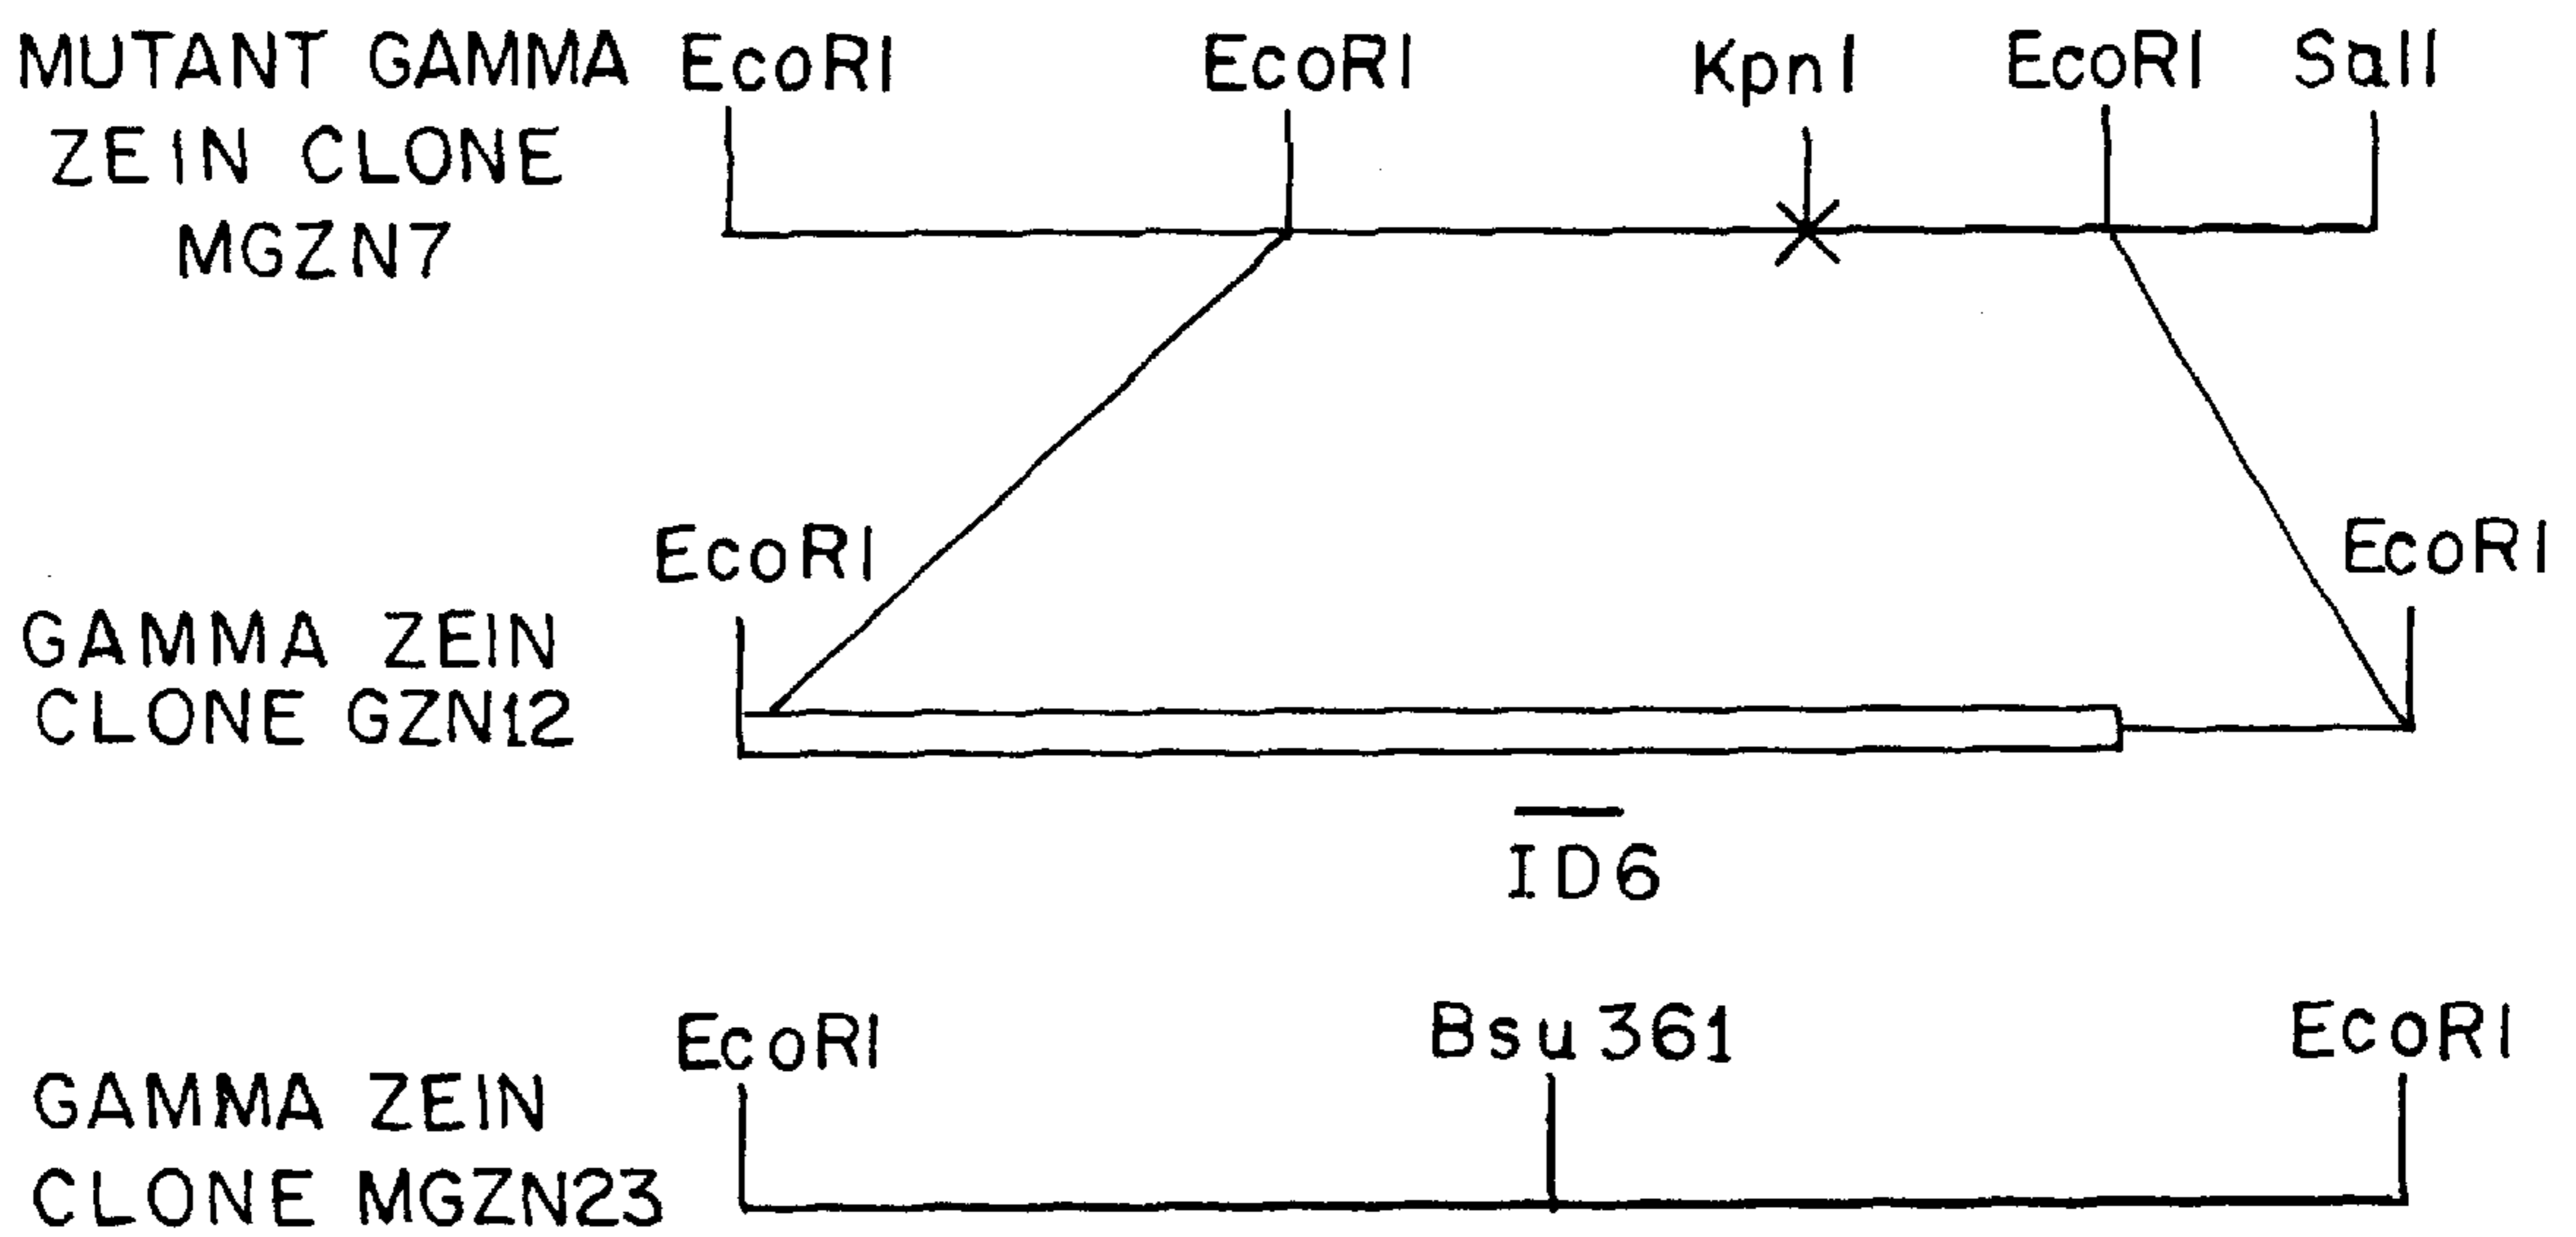 MUTANT GAMMA
ZEIN CLONE
MGZN7
EcoRI EcoRI KpnI EcoRI SalI
EcoRI EcoRI
GAMMA ZEIN
CLONE GZN12
ID6
EcoRI Bsu361 EcoRI
GAMMA ZEIN
CLONE MGZN23